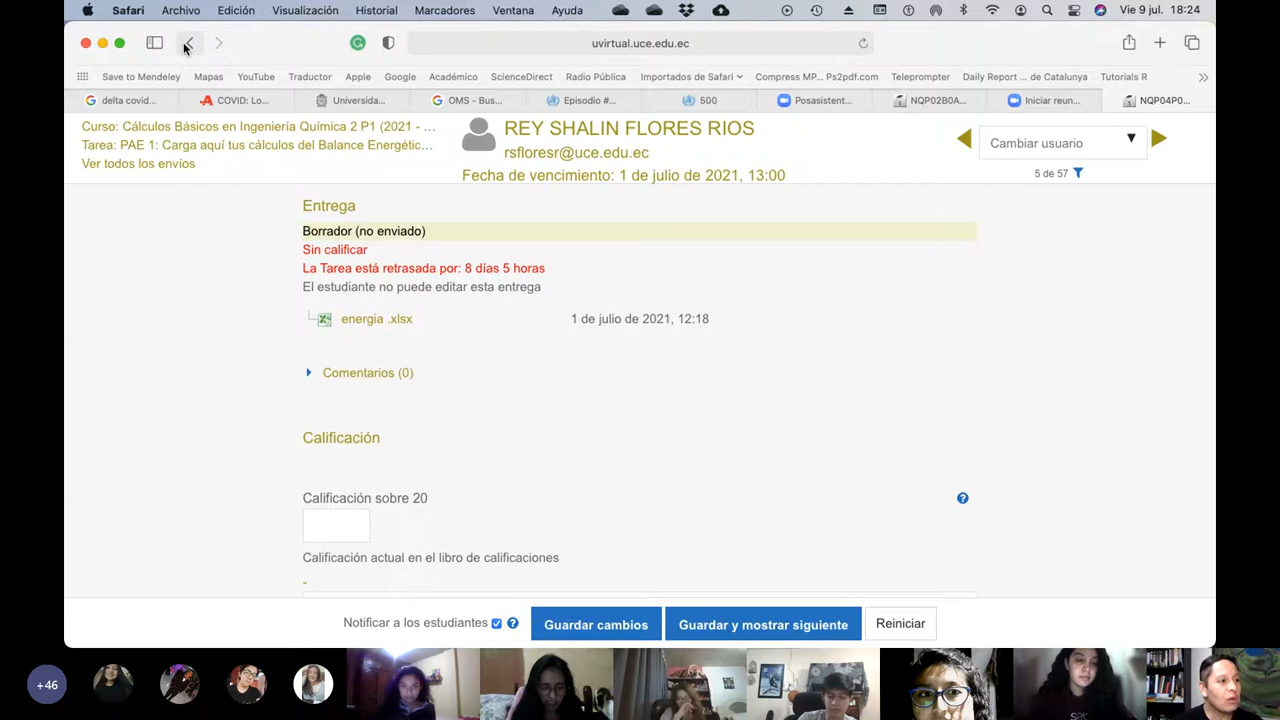 Safari Archivo Edición Visualización Historial Marcadores Ventana Ayuda Vie 9 jul. 18:24
uvirtual.uce.edu.ec
Save to Mendeley Mapas YouTube Traductor Apple Google Académico ScienceDirect Radio Pública Importados de Safari Compress MP... Ps2pdf.com Teleprompter Daily Report ... de Catalunya Tutorials R
delta covid... COVID: Lo... Universida... OMS - Bus... Episodio #... 500 Posasistent... NQP02B0A... Iniciar reun... NQP04P0...
Curso: Cálculos Básicos en Ingeniería Química 2 P1 (2021 - ...
Tarea: PAE 1: Carga aquí tus cálculos del Balance Energétic...
Ver todos los envíos
REY SHALIN FLORES RIOS
rsfloresr@uce.edu.ec
Fecha de vencimiento: 1 de julio de 2021, 13:00
Cambiar usuario
5 de 57
Entrega
Borrador (no enviado)
Sin calificar
La Tarea está retrasada por: 8 días 5 horas
El estudiante no puede editar esta entrega
energia .xlsx 1 de julio de 2021, 12:18
Comentarios (0)
Calificación
Calificación sobre 20
Calificación actual en el libro de calificaciones
-
Notificar a los estudiantes Guardar cambios Guardar y mostrar siguiente Reiniciar
+46